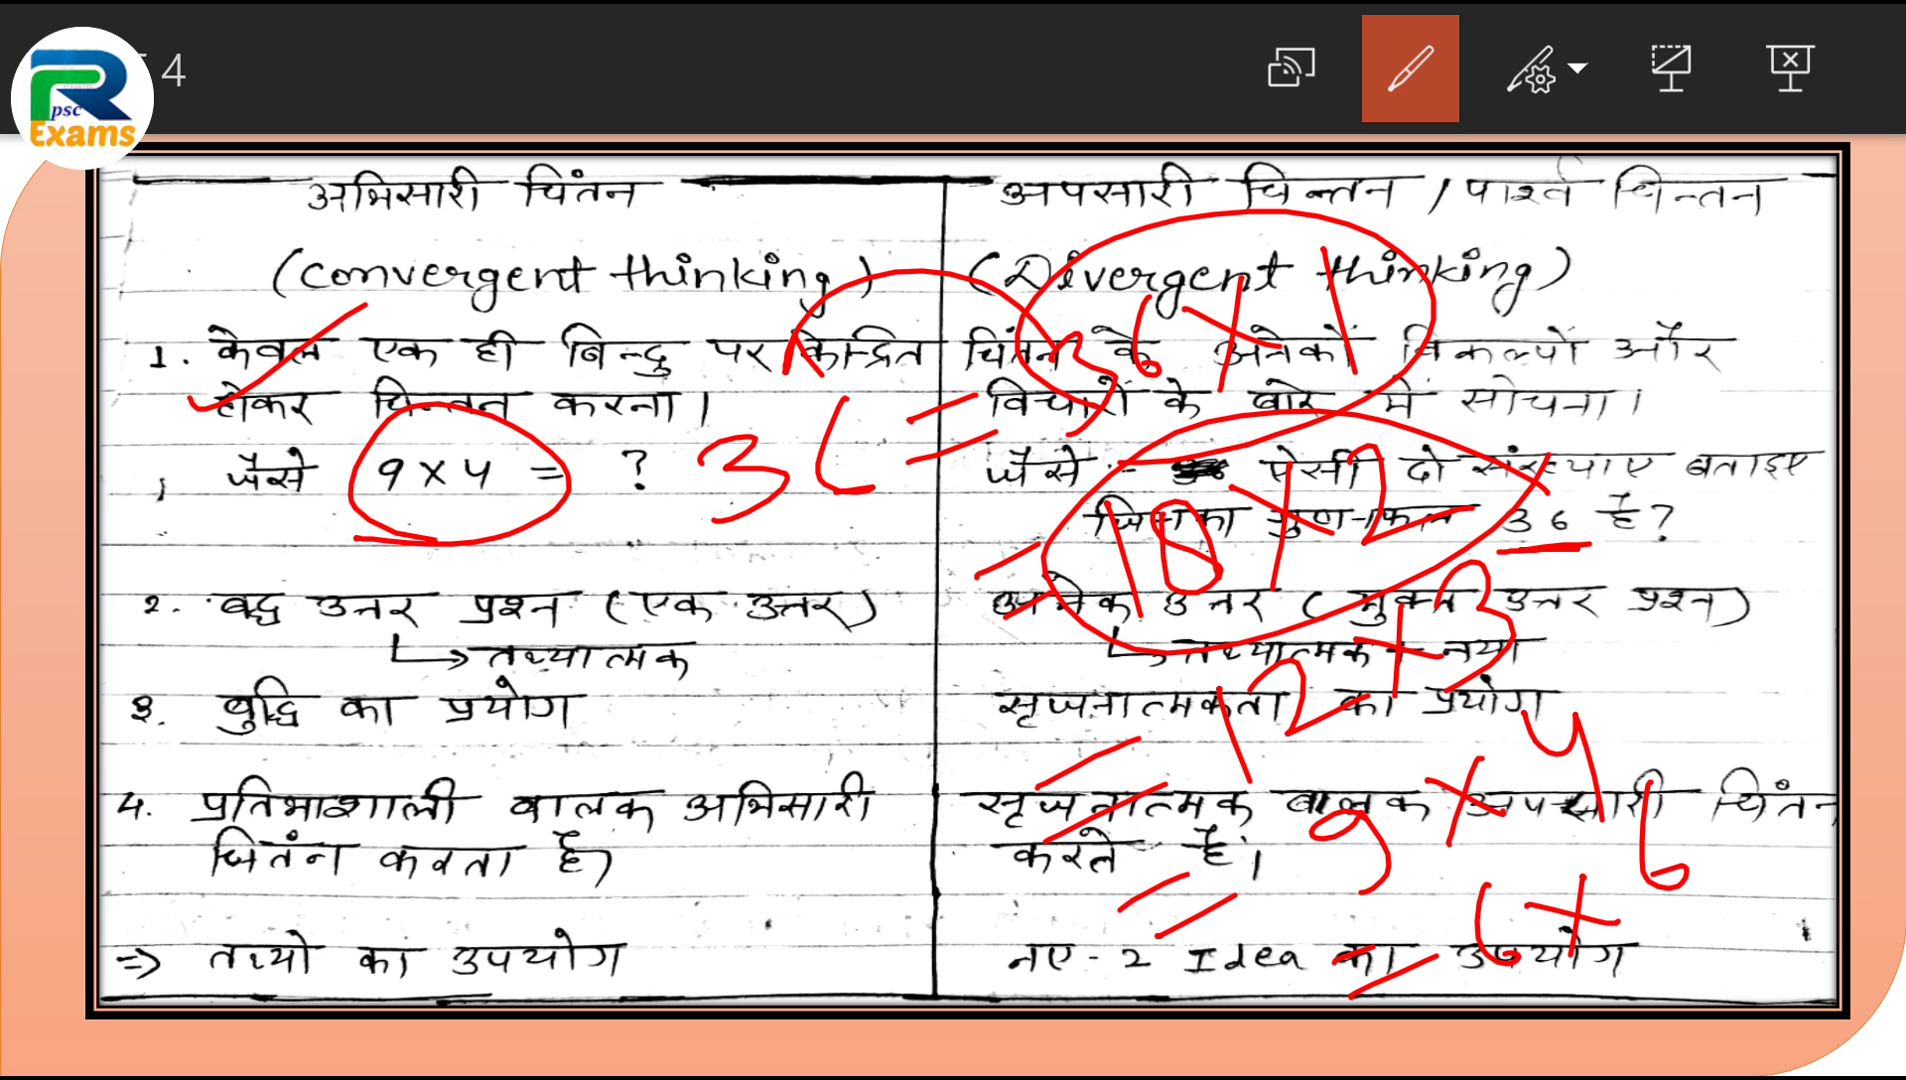 4
psc
Exams
अभिसारी चिंतन
(Convergent thinking)
1. केवल एक ही बिन्दु पर केन्द्रित
होकर चिन्तन करना।
जैसे 9 x 4 = ?
36
2. बद्ध उत्तर प्रश्न (एक उत्तर)
↳ तथ्यात्मक
3. बुद्धि का प्रयोग
4. प्रतिभाशाली बालक अभिसारी
चितंन करता है
=> तथ्यो का उपयोग
अपसारी चिन्तन / पार्श्व चिन्तन
(Divergent thinking)
चिंतन के अनेकों विकल्पों और
विचारों के बारे में सोचना।
जैसे - ऐसी दो संख्याए बताइए
जिनका गुणनफल 36 है?
अनेक उत्तर (मुक्त उत्तर प्रश्न)
↳ तथ्यात्मक + नया
सृजनात्मकता का प्रयोग
सृजनात्मक बालक अपसारी चिंतन
करते है।
नए - 2 Idea का उपयोग
36 x 1
18 x 2
12 x 3
9 x 4
6 x 6